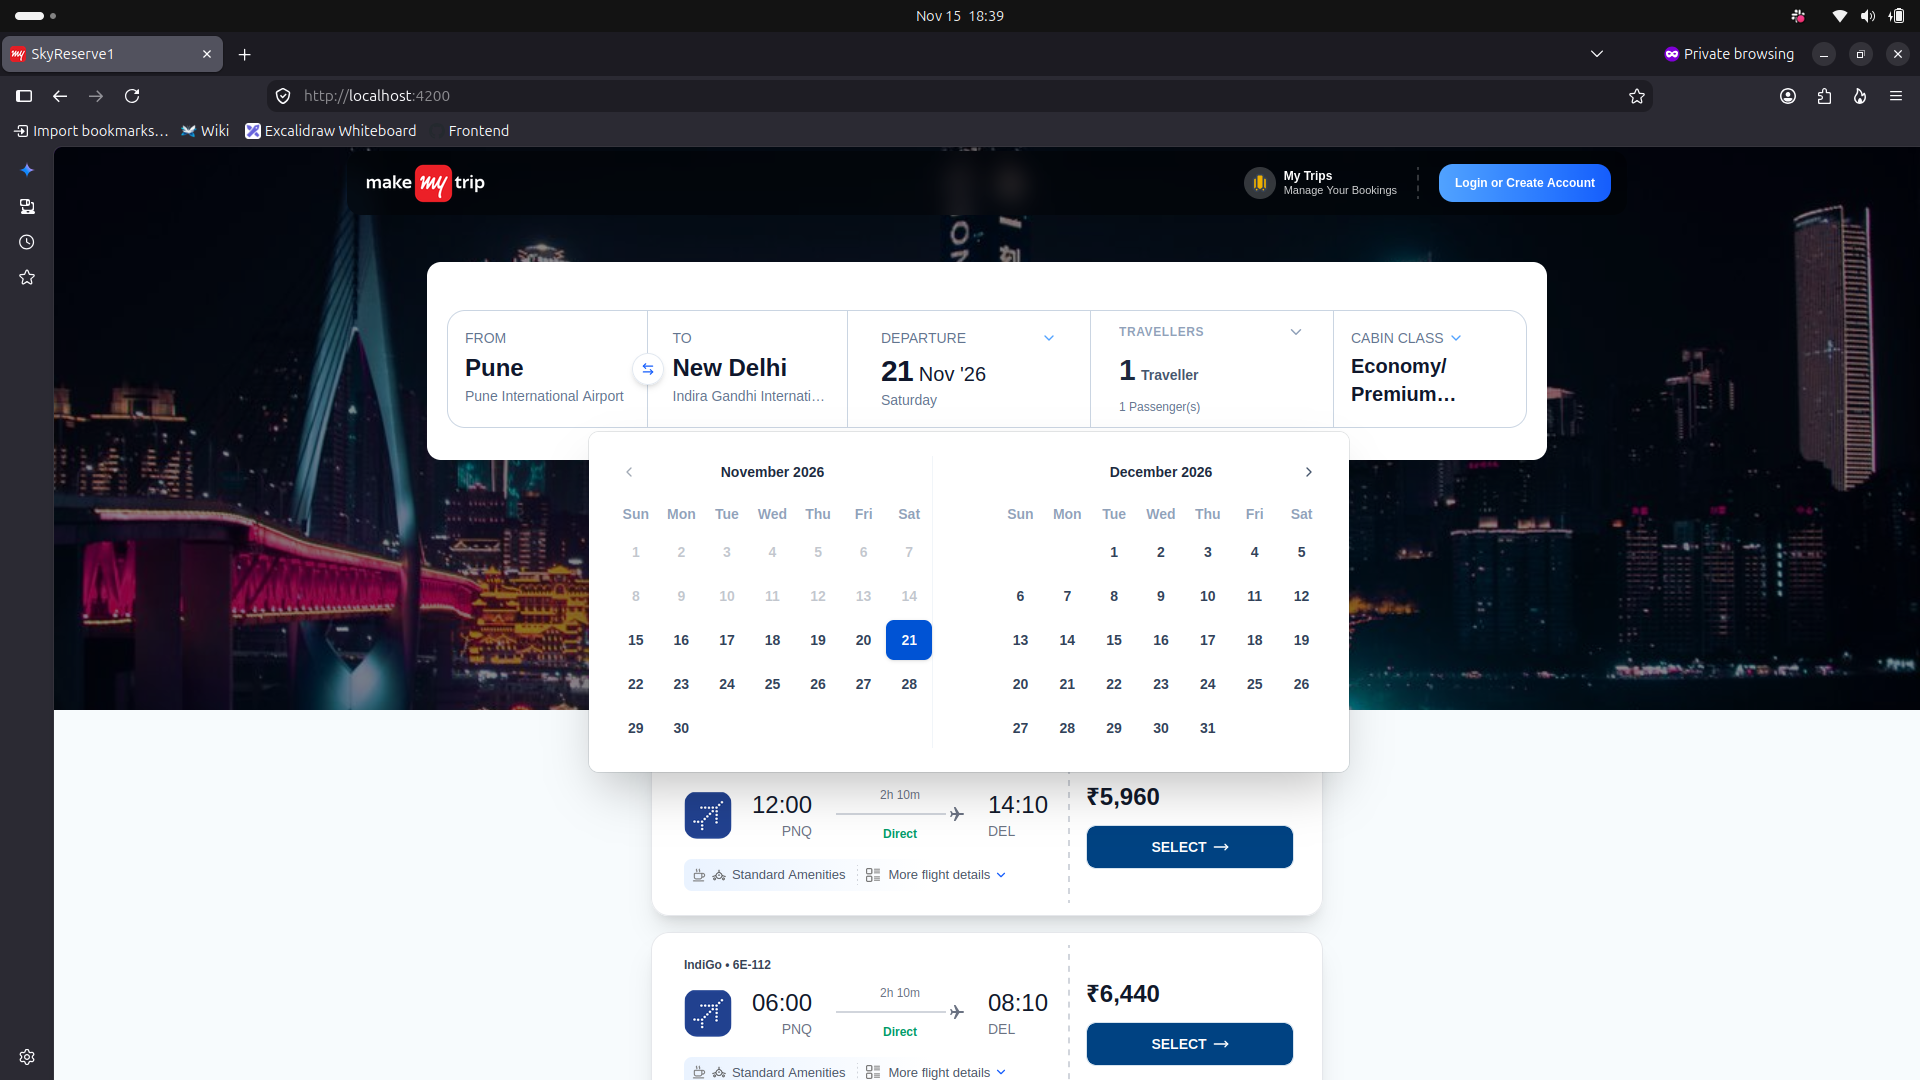 Nov 15 18:39
SkyReserve1
Private browsing
http://localhost:4200
Import bookmarks… Wiki Excalidraw Whiteboard Frontend
make my trip
My Trips
Manage Your Bookings
Login or Create Account
FROM
Pune
Pune International Airport
TO
New Delhi
Indira Gandhi Internati…
DEPARTURE
21 Nov '26
Saturday
TRAVELLERS
1 Traveller
1 Passenger(s)
CABIN CLASS
Economy/
Premium…
November 2026
Sun Mon Tue Wed Thu Fri Sat
1 2 3 4 5 6 7
8 9 10 11 12 13 14
15 16 17 18 19 20 21
22 23 24 25 26 27 28
29 30
December 2026
Sun Mon Tue Wed Thu Fri Sat
1 2 3 4 5
6 7 8 9 10 11 12
13 14 15 16 17 18 19
20 21 22 23 24 25 26
27 28 29 30 31
12:00
PNQ
2h 10m
Direct
14:10
DEL
₹5,960
SELECT
Standard Amenities More flight details
IndiGo • 6E-112
06:00
PNQ
2h 10m
Direct
08:10
DEL
₹6,440
SELECT
Standard Amenities More flight details